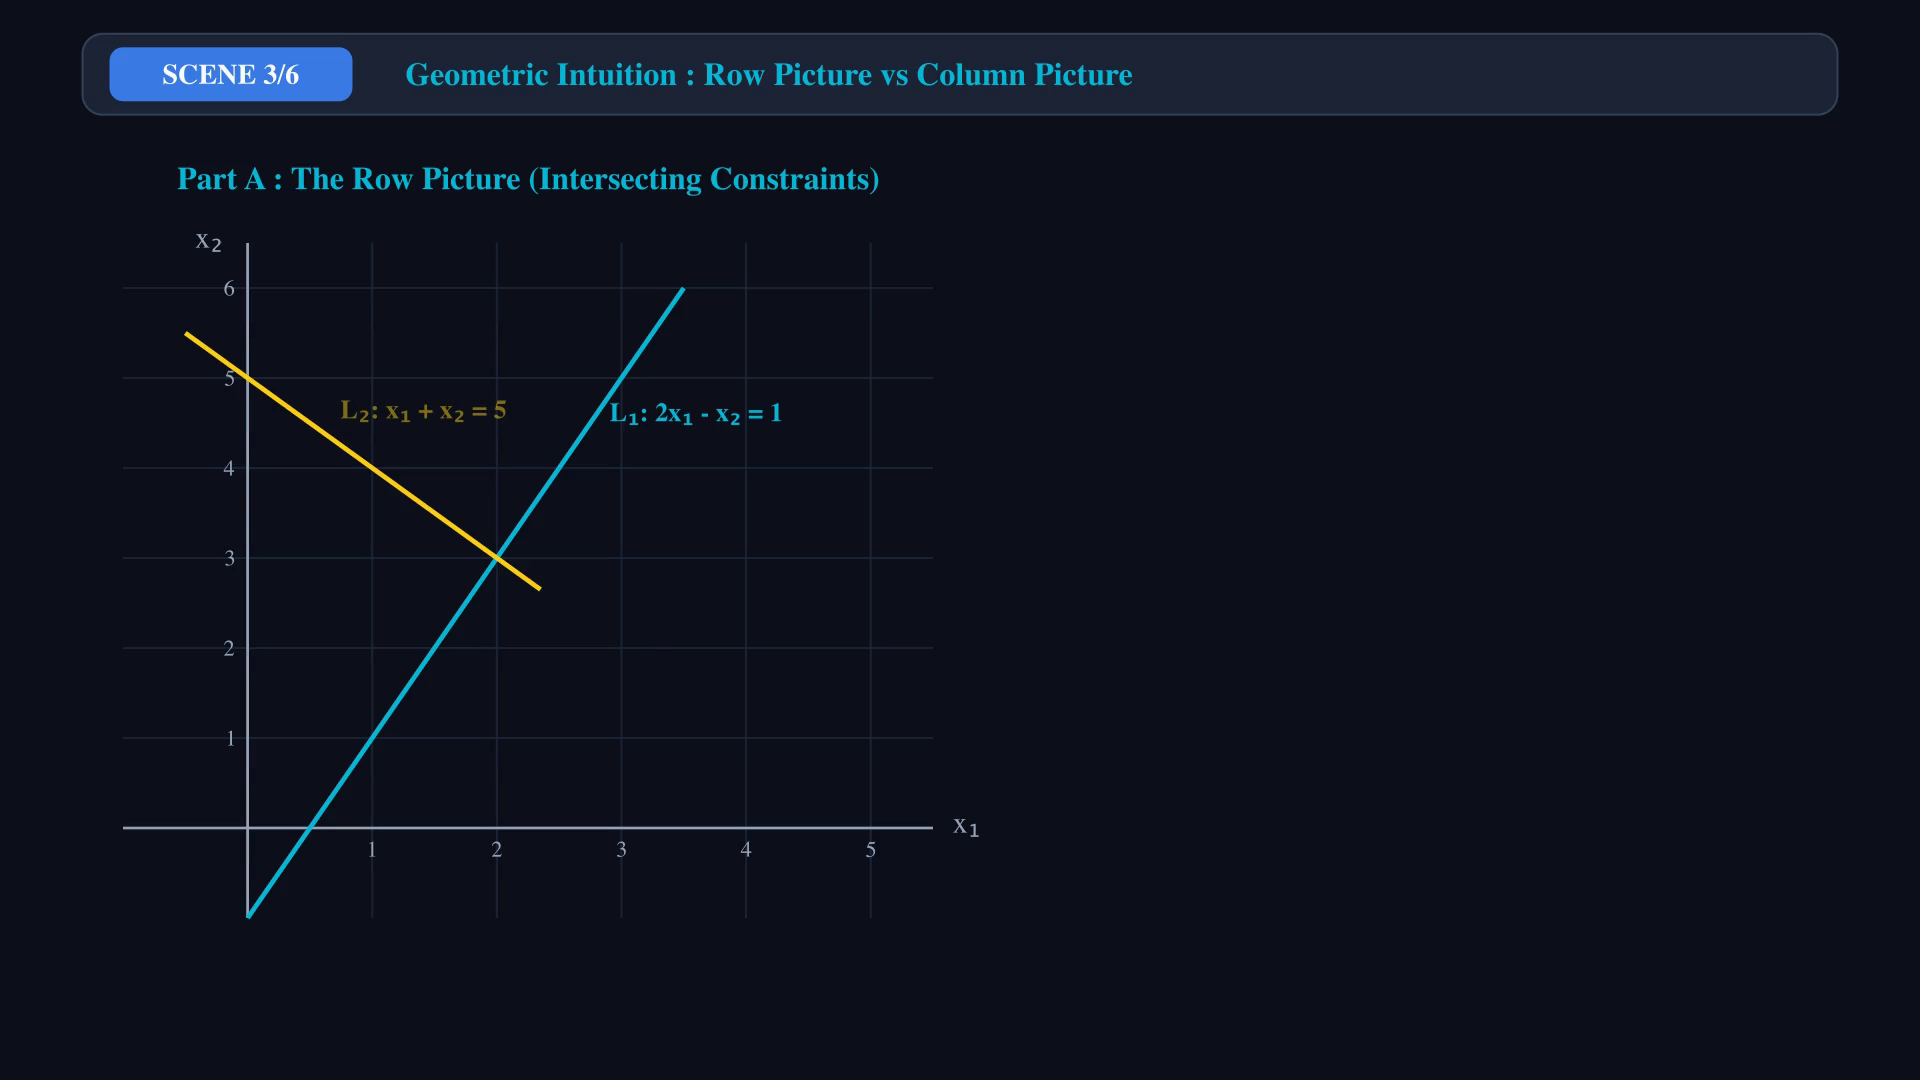 SCENE 3/6
Geometric Intuition : Row Picture vs Column Picture
Part A : The Row Picture (Intersecting Constraints)
x₂
6
5
L₂: x₁ + x₂ = 5
L₁: 2x₁ - x₂ = 1
4
3
2
1
x₁
1 2 3 4 5